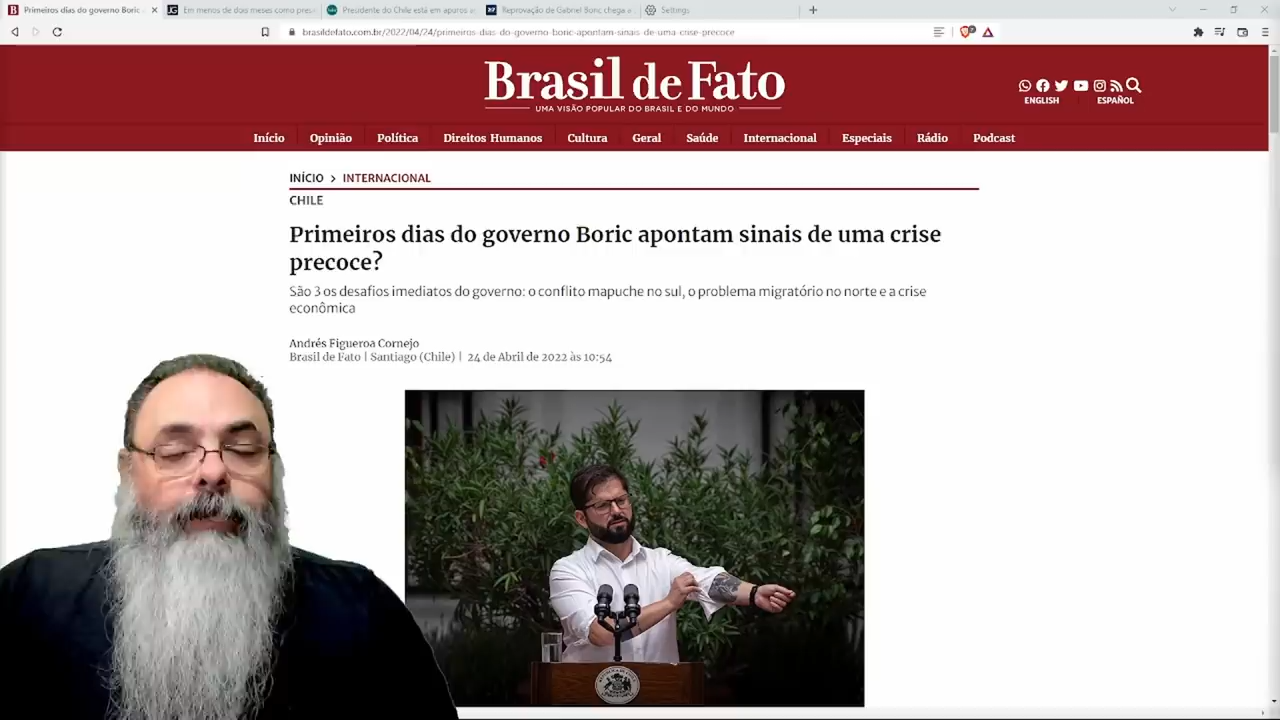 Primeiros dias do governo Boric
Em menos de dois meses como pres
Presidente do Chile está em apuros a
Reprovação de Gabriel Boric chega a
Settings
brasildefato.com.br/2022/04/24/primeiros-dias-do-governo-boric-apontam-sinais-de-uma-crise-precoce
Brasil de Fato
UMA VISÃO POPULAR DO BRASIL E DO MUNDO
ENGLISH
ESPAÑOL
Início
Opinião
Política
Direitos Humanos
Cultura
Geral
Saúde
Internacional
Especiais
Rádio
Podcast
INÍCIO > INTERNACIONAL
CHILE
Primeiros dias do governo Boric apontam sinais de uma crise
precoce?
São 3 os desafios imediatos do governo: o conflito mapuche no sul, o problema migratório no norte e a crise
econômica
Andrés Figueroa Cornejo
Brasil de Fato | Santiago (Chile) | 24 de Abril de 2022 às 10:54